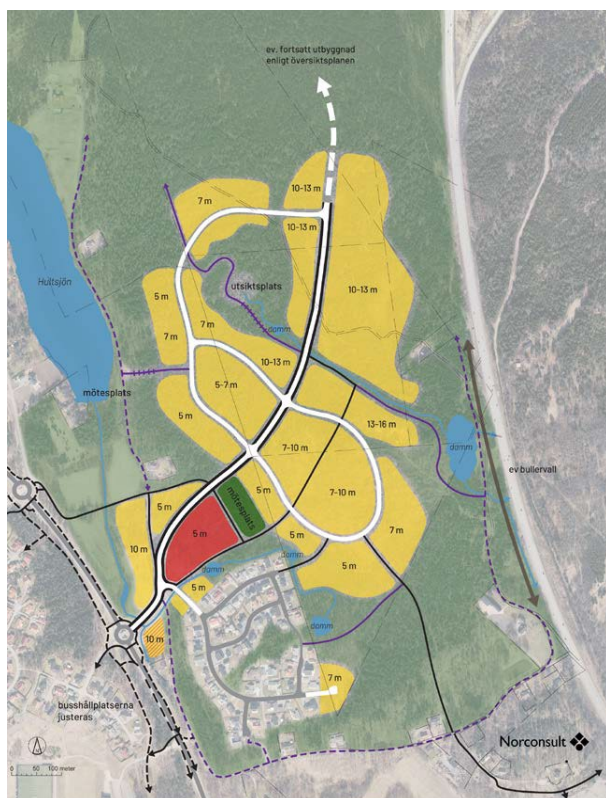 ev. fortsatt utbyggnad
enligt översiktsplanen
10-13 m
7 m
10-13 m
10-13 m
Hultsjön
utsiktsplats
5 m
7 m
7 m
damm
10-13 m
5-7 m
mötesplats
5 m
13-16 m
7-10 m
damm
ev bullervall
5 m
7-10 m
mötesplats
5 m
5 m
10 m
5 m
7 m
5 m
damm
damm
5 m
5 m
damm
10 m
7 m
busshållplatserna
justeras
Norconsult
0 50 100 meter